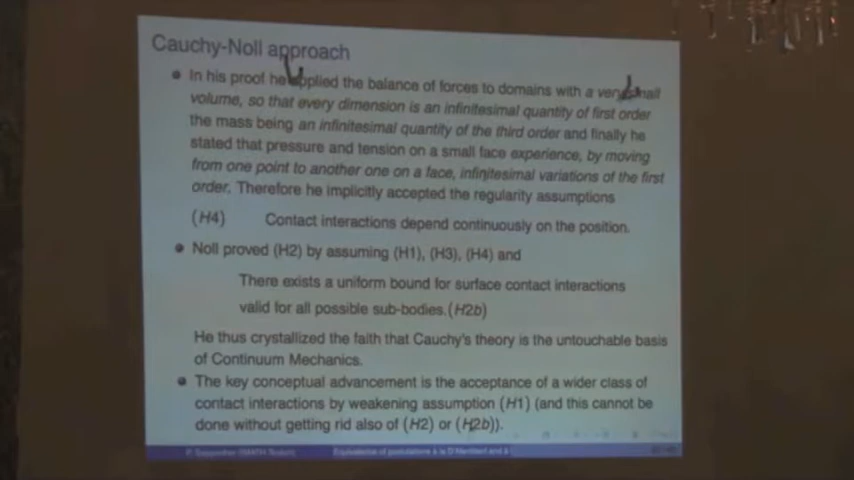 Cauchy-Noll approach
In his proof he applied the balance of forces to domains with a very small
volume, so that every dimension is an infinitesimal quantity of first order
the mass being an infinitesimal quantity of the third order and finally he
stated that pressure and tension on a small face experience, by moving
from one point to another one on a face, infinitesimal variations of the first
order. Therefore he implicitly accepted the regularity assumptions
(H4) Contact interactions depend continuously on the position.
Noll proved (H2) by assuming (H1), (H3), (H4) and
There exists a uniform bound for surface contact interactions
valid for all possible sub-bodies.(H2b)
He thus crystallized the faith that Cauchy's theory is the untouchable basis
of Continuum Mechanics.
The key conceptual advancement is the acceptance of a wider class of
contact interactions by weakening assumption (H1) (and this cannot be
done without getting rid also of (H2) or (H2b)).
Equivalence of postulations à la D'Alembert and à